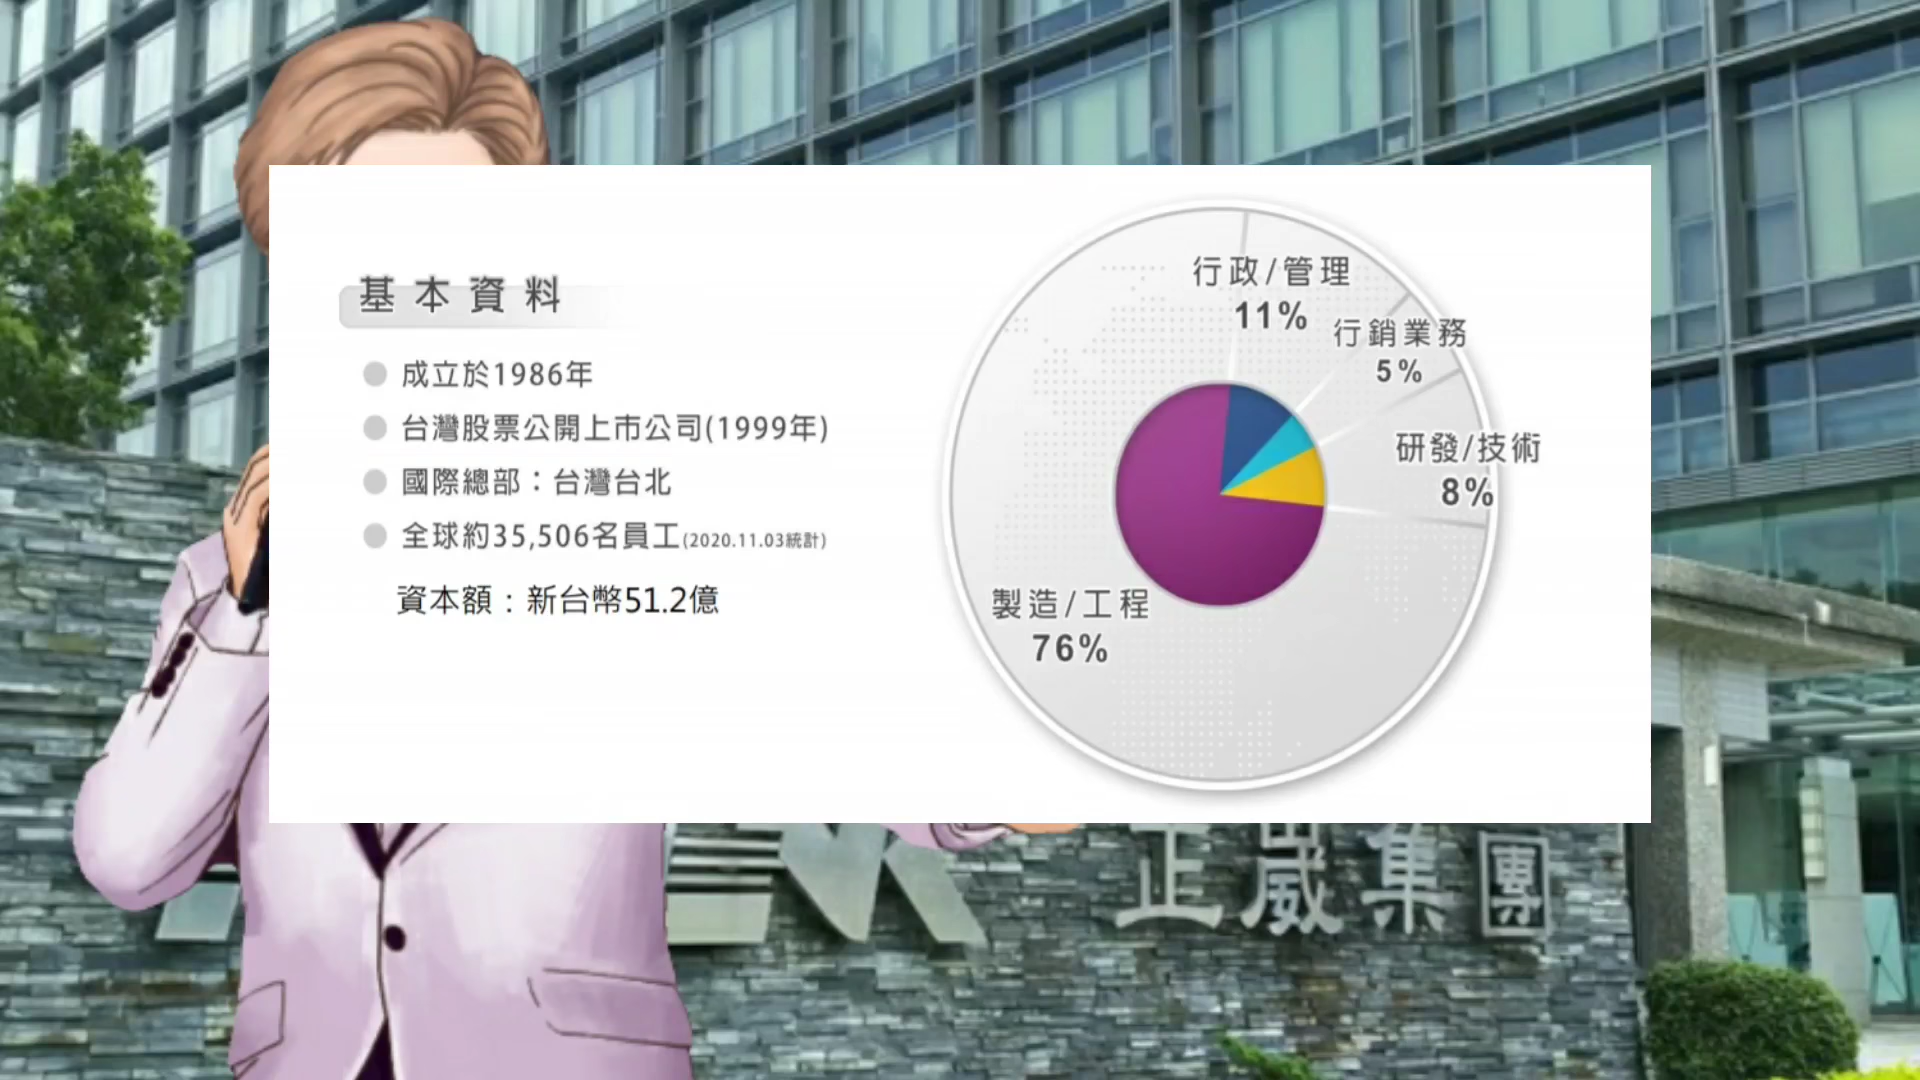 基本資料
成立於1986年
台灣股票公開上市公司(1999年)
國際總部：台灣台北
全球約35,506名員工(2020.11.03統計)
資本額：新台幣51.2億
行政/管理
11%
行銷業務
5%
研發/技術
8%
製造/工程
76%
正崴集團